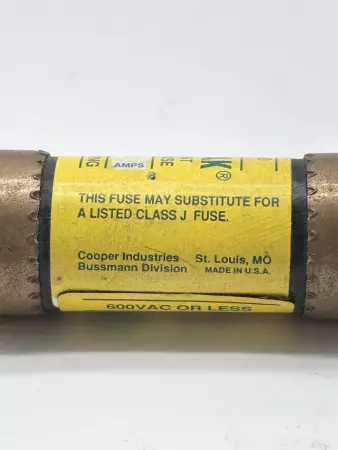 AMPS
®
THIS FUSE MAY SUBSTITUTE FOR
A LISTED CLASS J FUSE.
Cooper Industries St. Louis, MO
Bussmann Division MADE IN U.S.A.
600VAC OR LESS